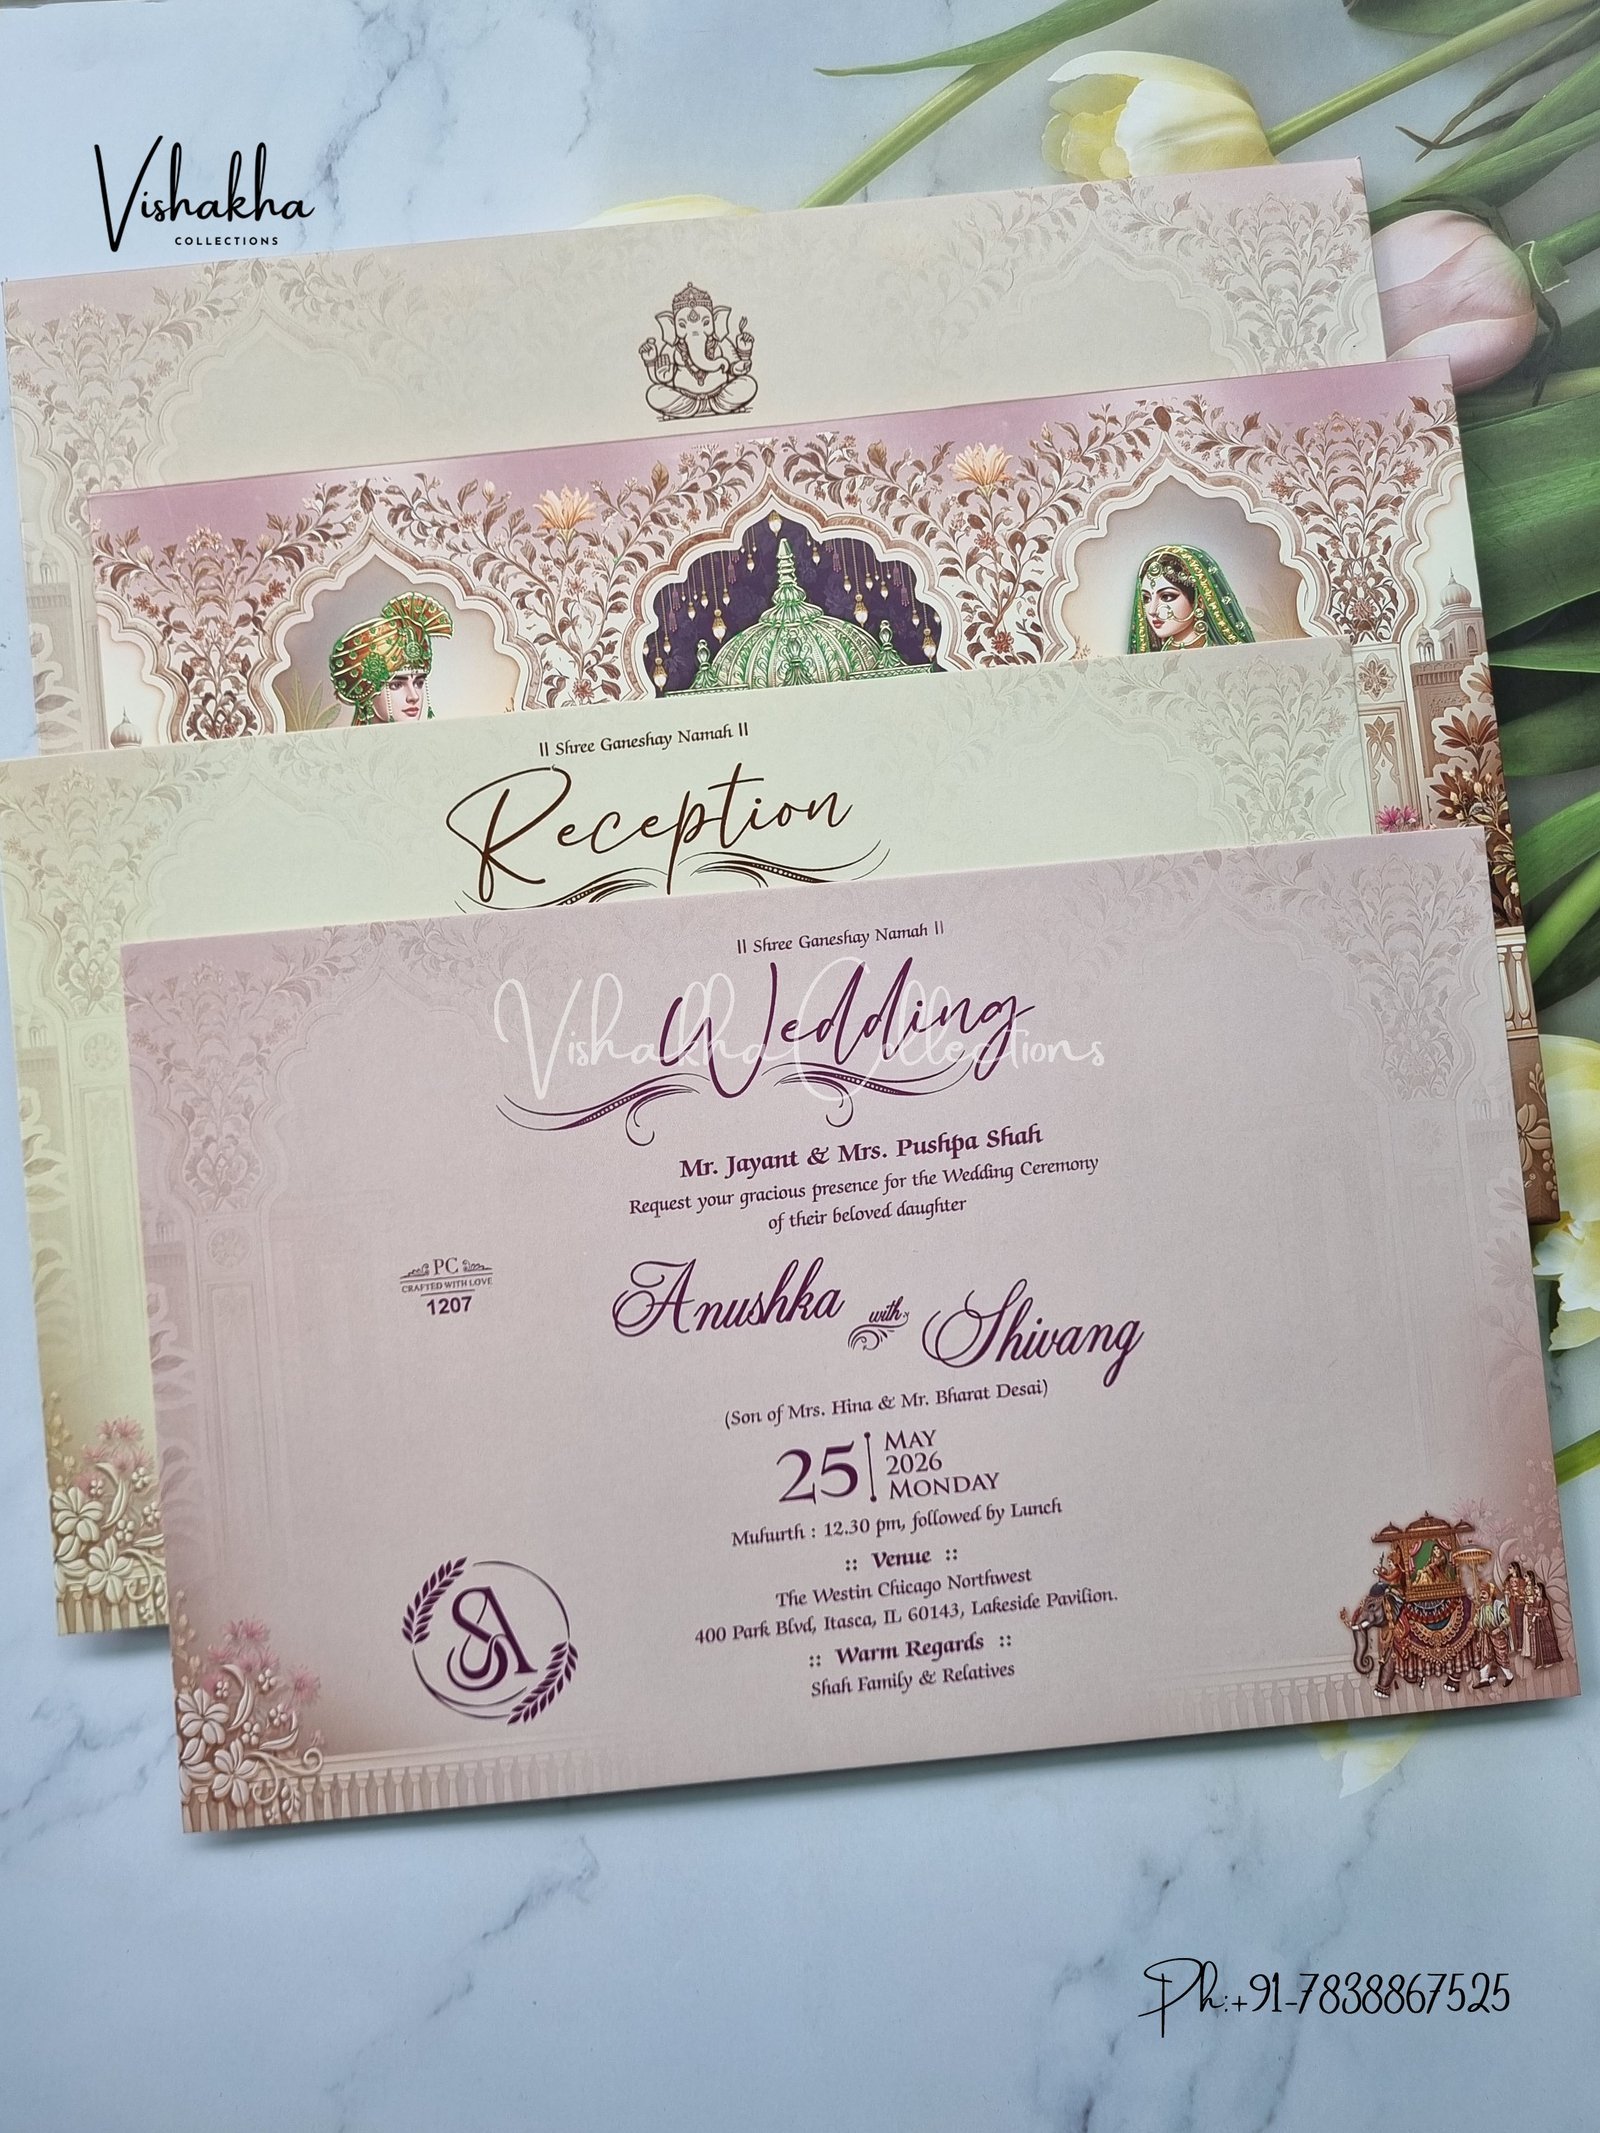 Vishakha
COLLECTIONS
|| Shree Ganeshay Namah ||
Reception
|| Shree Ganeshay Namah ||
Wedding
Vishakha Collections
Mr. Jayant & Mrs. Pushpa Shah
Request your gracious presence for the Wedding Ceremony
of their beloved daughter
PC
CRAFTED WITH LOVE
1207
Anushka with Shivang
(Son of Mrs. Hina & Mr. Bharat Desai)
25 MAY
2026
MONDAY
Muhurth : 12.30 pm, followed by Lunch
:: Venue ::
The Westin Chicago Northwest
400 Park Blvd, Itasca, IL 60143, Lakeside Pavilion.
:: Warm Regards ::
Shah Family & Relatives
SA
Ph:+91-7838867525